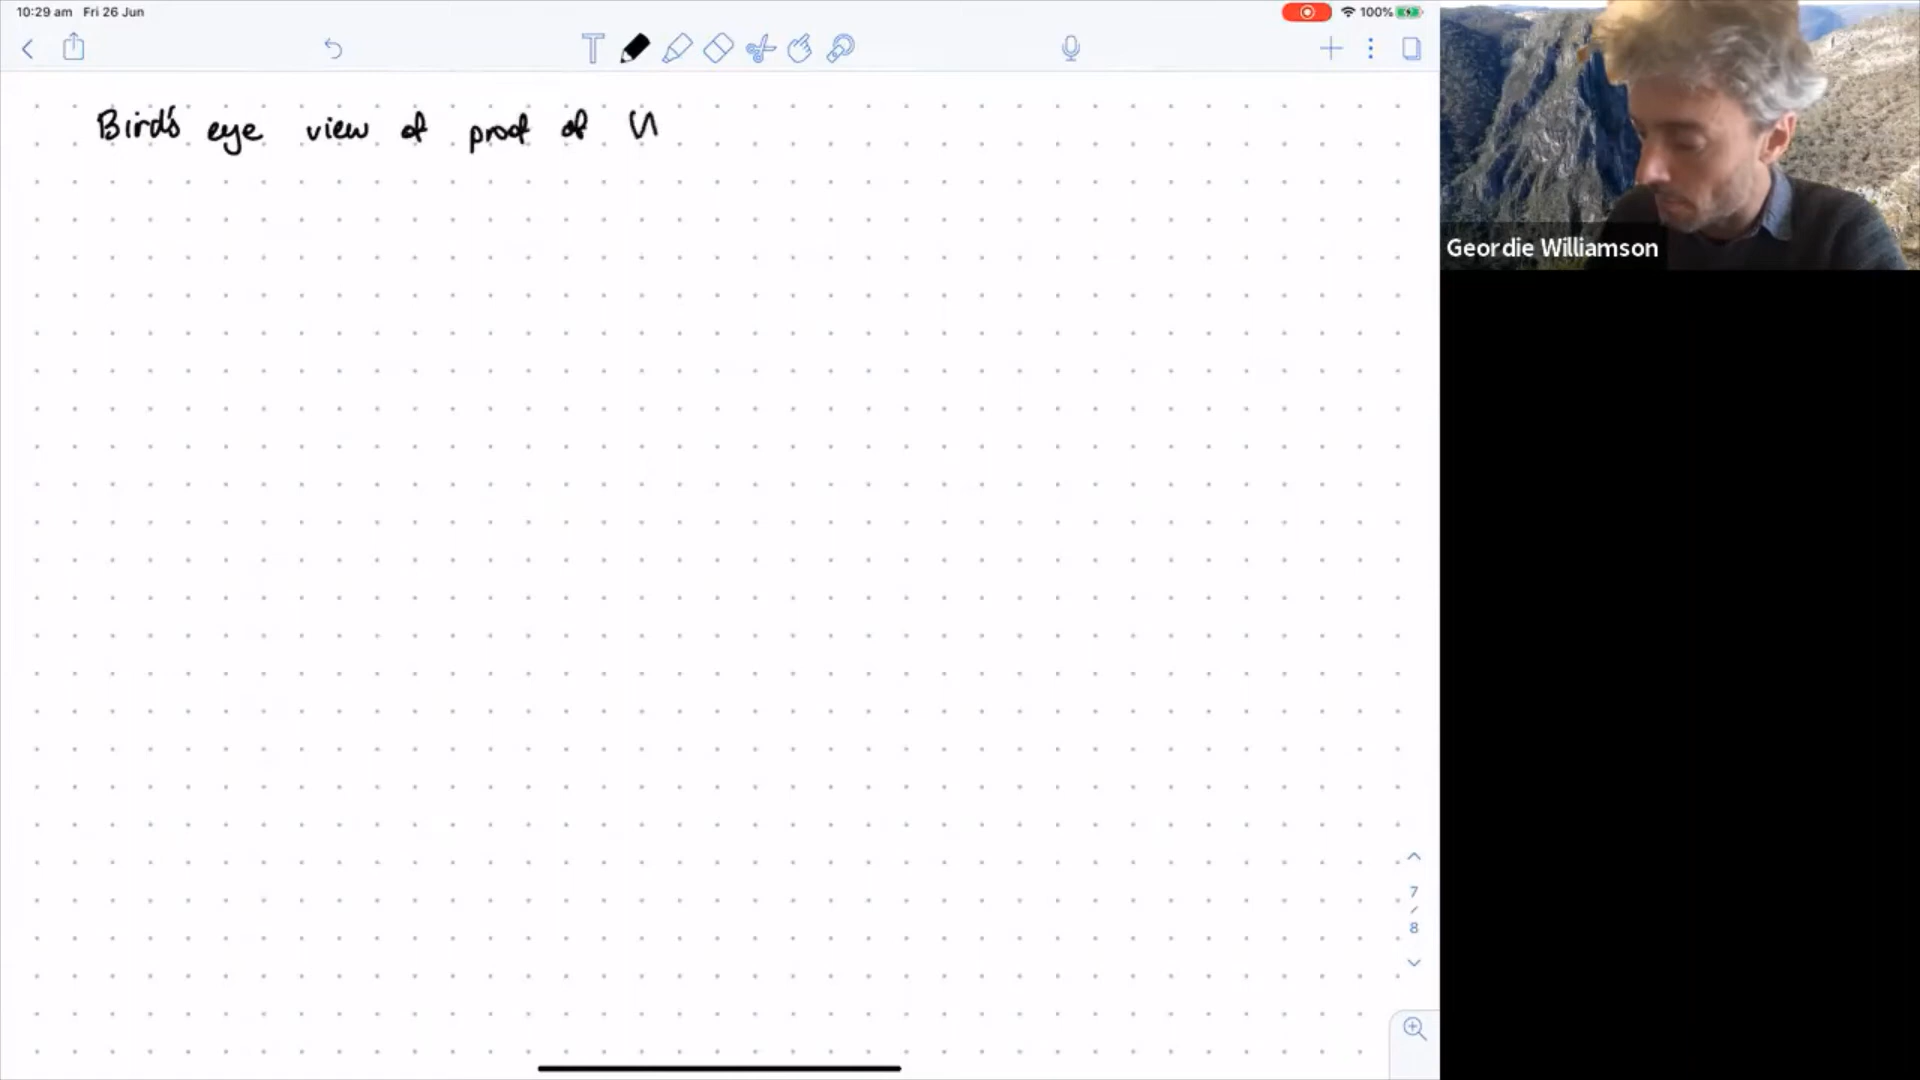 10:29 am Fri 26 Jun
100%
Bird's eye view of proof of
Geordie Williamson
7
/
8